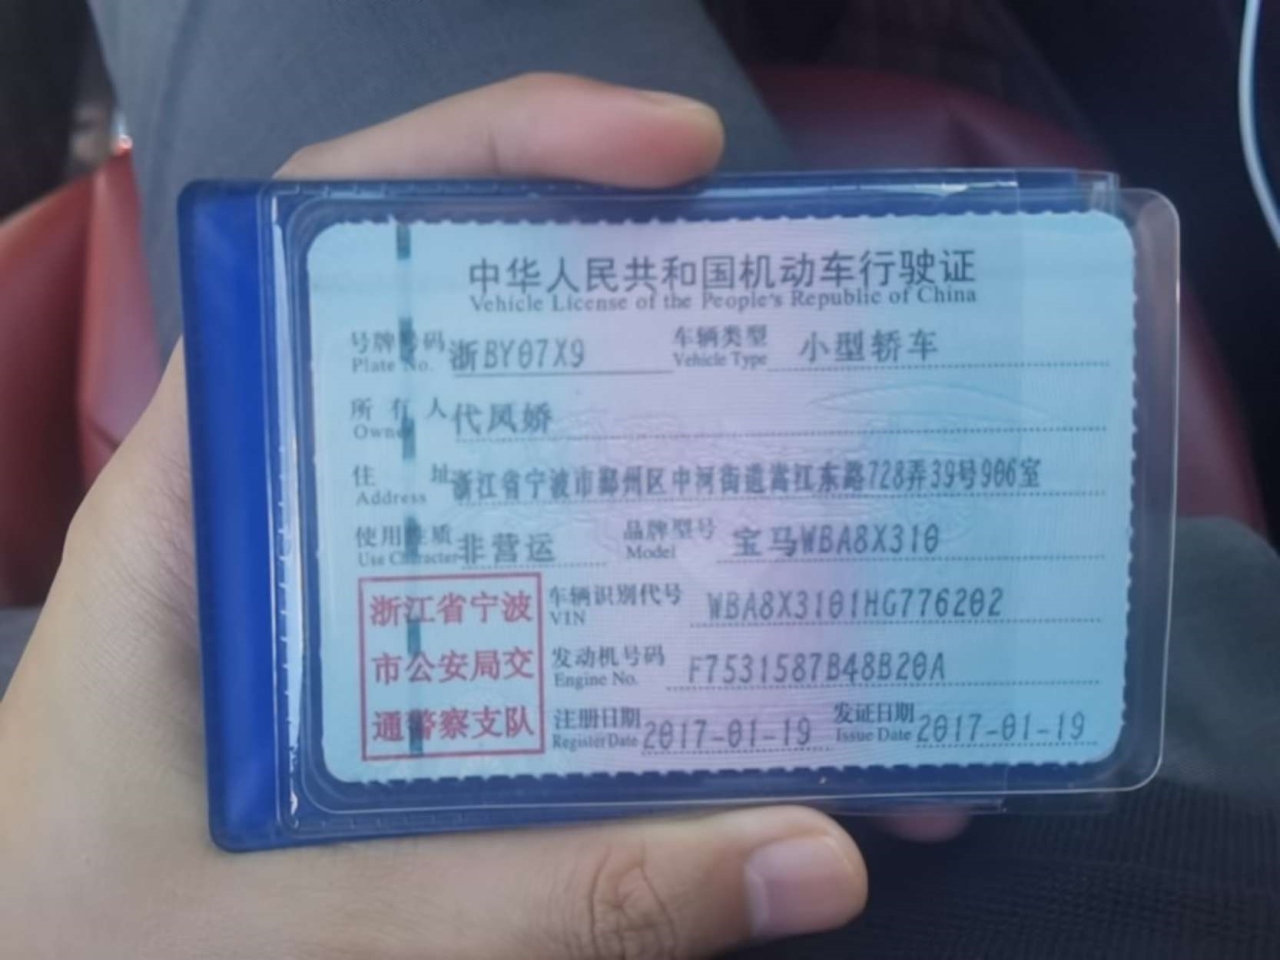 中华人民共和国机动车行驶证
Vehicle License of the People's Republic of China
号牌号码 浙BY07X9 车辆类型 小型轿车
Plate No. Vehicle Type
所有人 代凤娇
Owner
住址 浙江省宁波市鄞州区中河街道嵩江东路728弄39号906室
Address
使用性质 非营运 品牌型号 宝马WBA8X310
Use Character Model
车辆识别代号 WBA8X3101HG776202
VIN
发动机号码 F7531587B48B20A
Engine No.
注册日期 2017-01-19 发证日期 2017-01-19
Register Date Issue Date
浙江省宁波
市公安局交
通警察支队